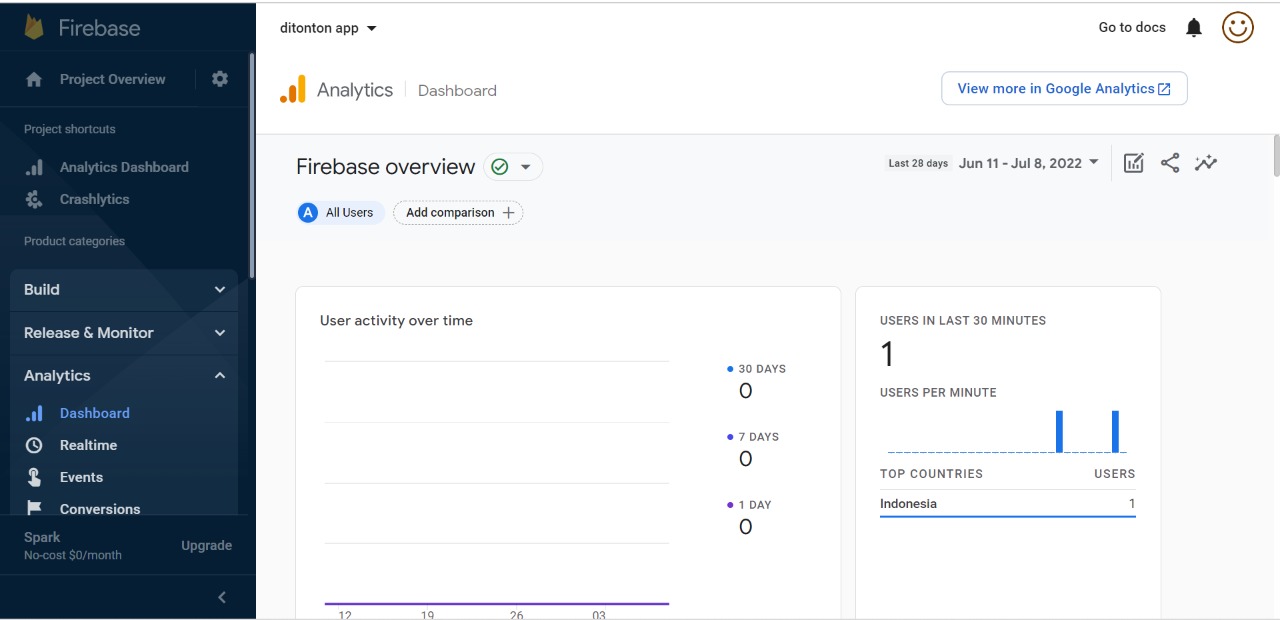 Firebase
ditonton app
Go to docs
Project Overview
Analytics
Dashboard
View more in Google Analytics
Project shortcuts
Analytics Dashboard
Crashlytics
Product categories
Build
Release & Monitor
Analytics
Dashboard
Realtime
Events
Conversions
Spark
No-cost $0/month
Upgrade
Firebase overview
Last 28 days
Jun 11 - Jul 8, 2022
A All Users
Add comparison
User activity over time
30 DAYS
0
7 DAYS
0
1 DAY
0
12 19 26 03
USERS IN LAST 30 MINUTES
1
USERS PER MINUTE
TOP COUNTRIES USERS
Indonesia 1